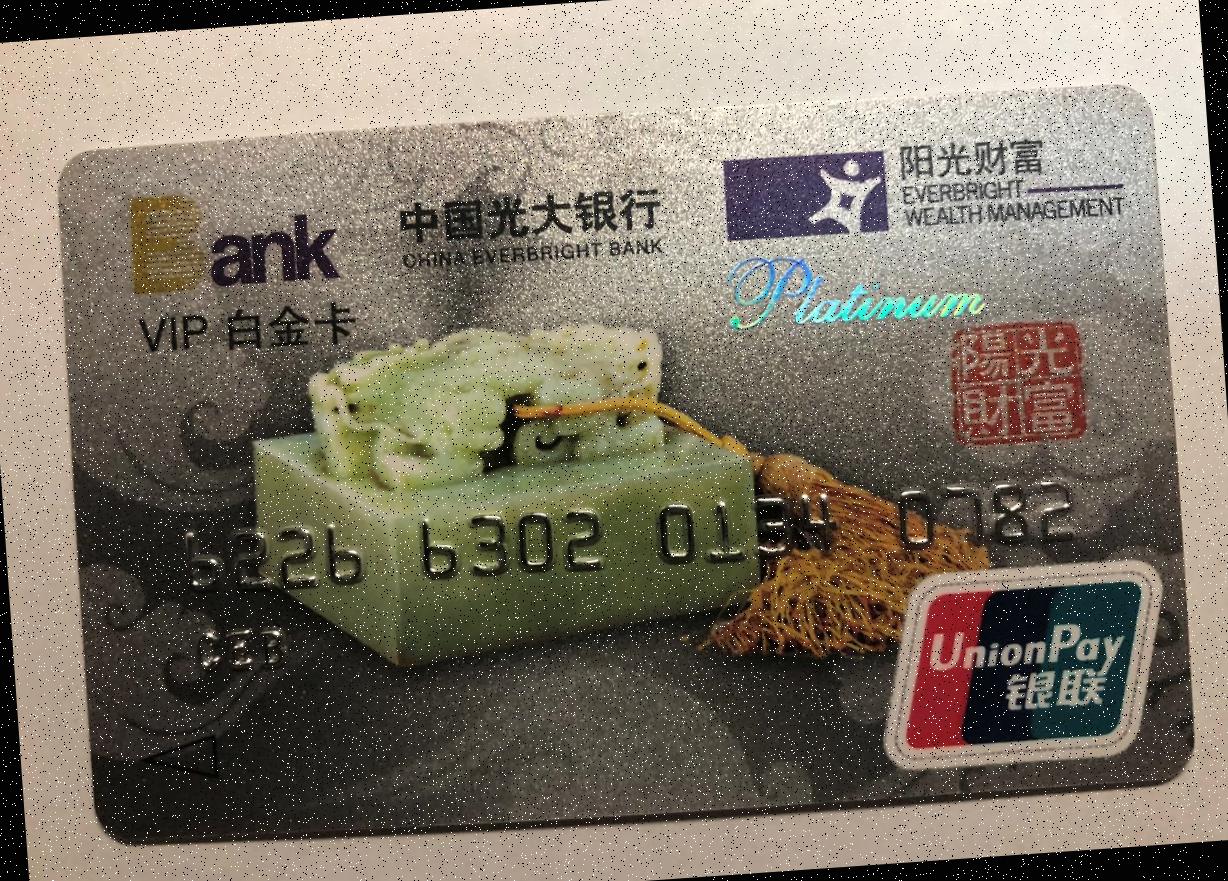 Bank
中国光大银行
CHINA EVERBRIGHT BANK
阳光财富
EVERBRIGHT
WEALTH MANAGEMENT
VIP 白金卡
Platinum
陽光
財富
6226 6302 0134 0782
CEB
UnionPay
银联